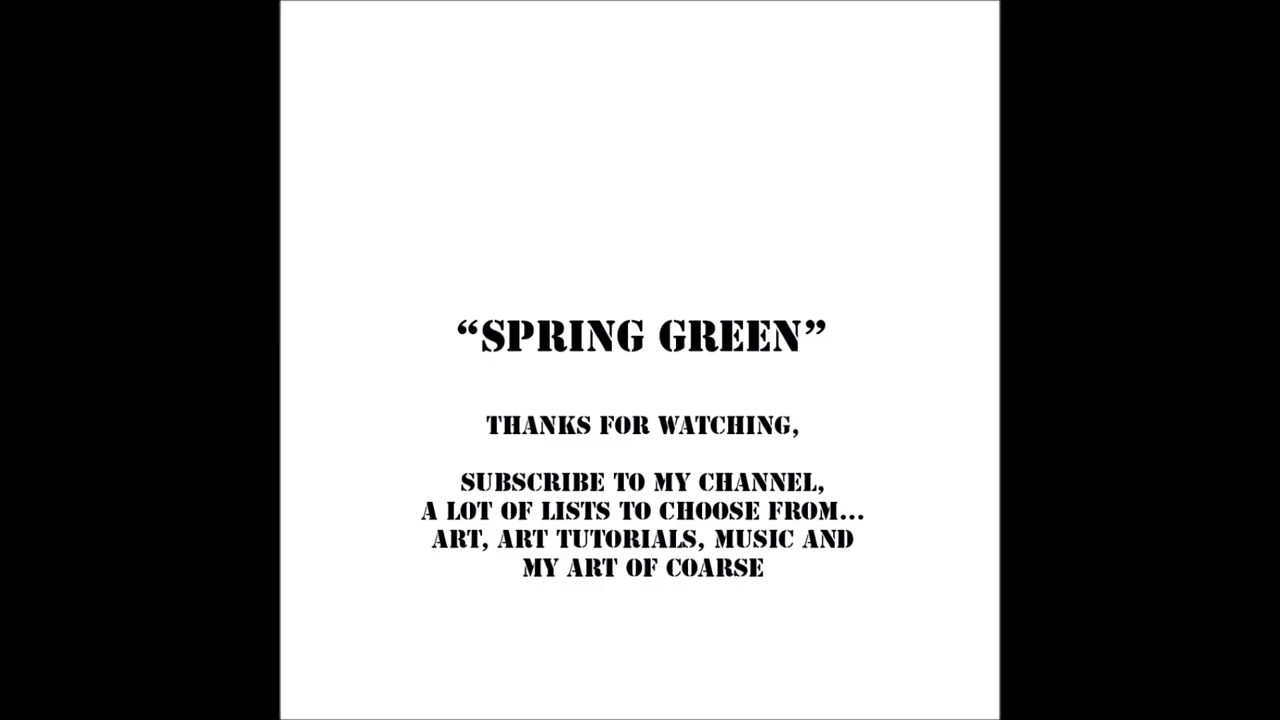 “SPRING GREEN”
THANKS FOR WATCHING,
SUBSCRIBE TO MY CHANNEL,
A LOT OF LISTS TO CHOOSE FROM...
ART, ART TUTORIALS, MUSIC AND
MY ART OF COARSE